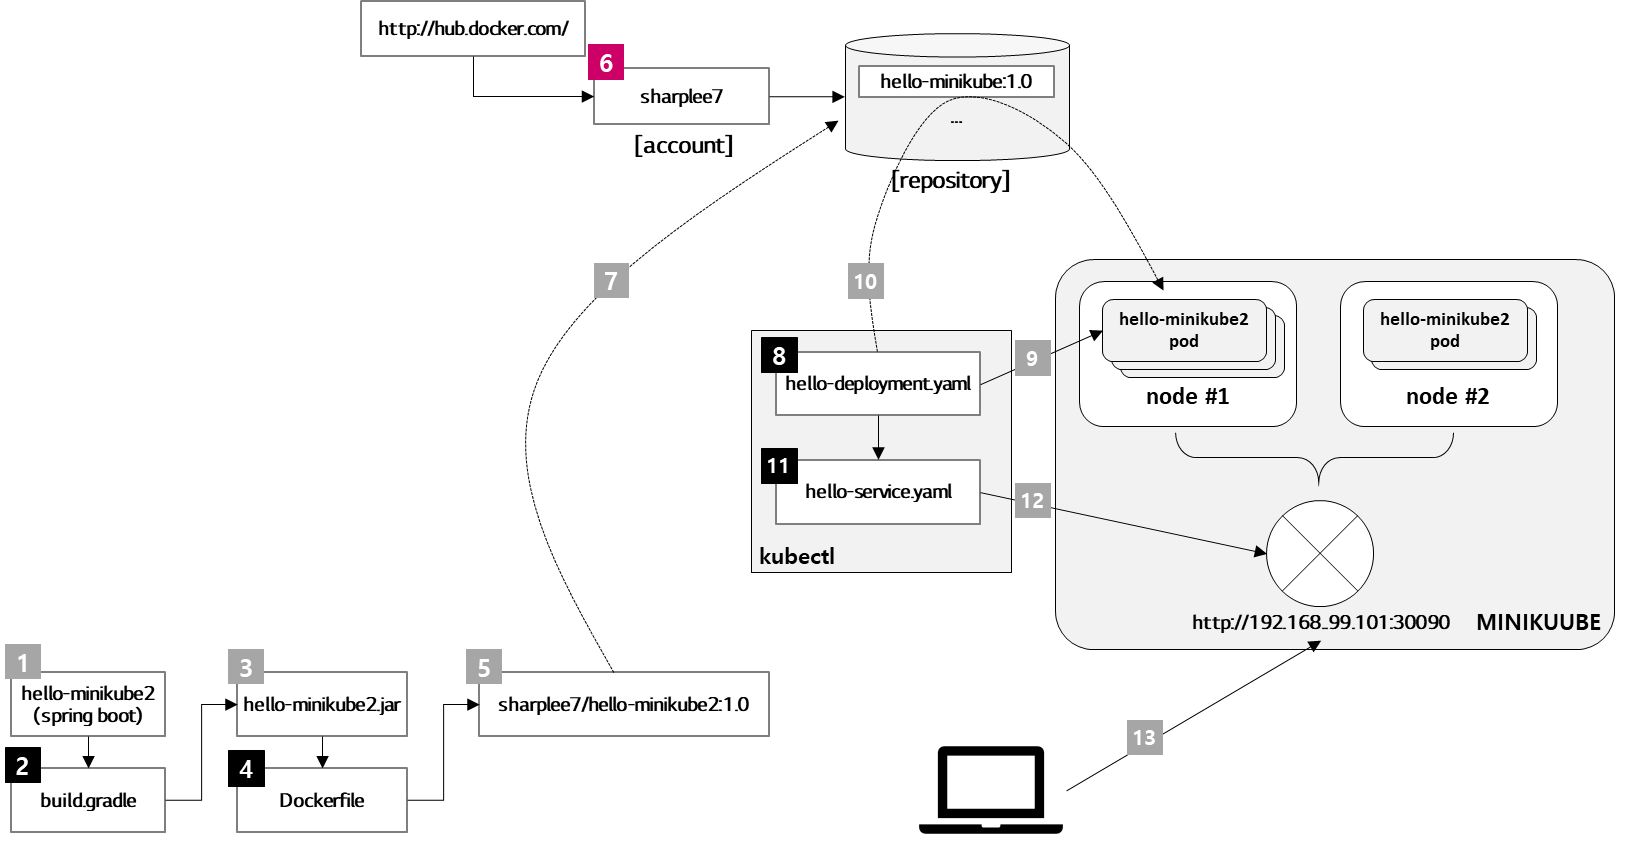 http://hub.docker.com/
6
sharplee7
[account]
hello-minikube:1.0
...
[repository]
7
10
8
hello-deployment.yaml
9
11
hello-service.yaml
12
kubectl
hello-minikube2
pod
node #1
hello-minikube2
pod
node #2
http://192.168..99.101:30090
MINIKUUBE
1
hello-minikube2
(spring boot)
2
build.gradle
3
hello-minikube2.jar
4
Dockerfile
5
sharplee7/hello-minikube2:1.0
13